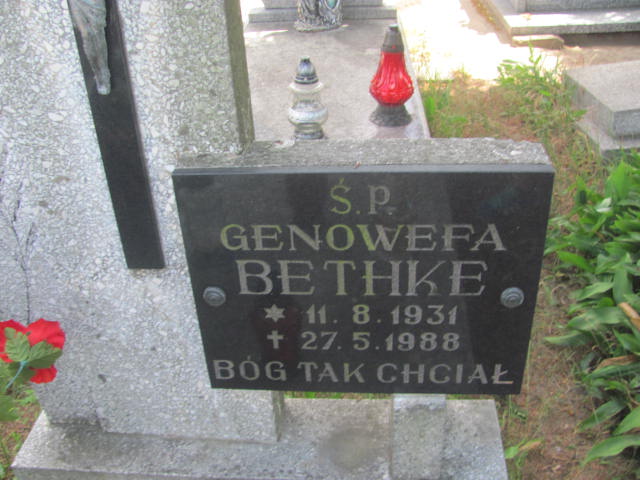 Ś.P.
GENOWEFA
BETHKE
* 11.8.1931
✝ 27.5.1988
BÓG TAK CHCIAŁ